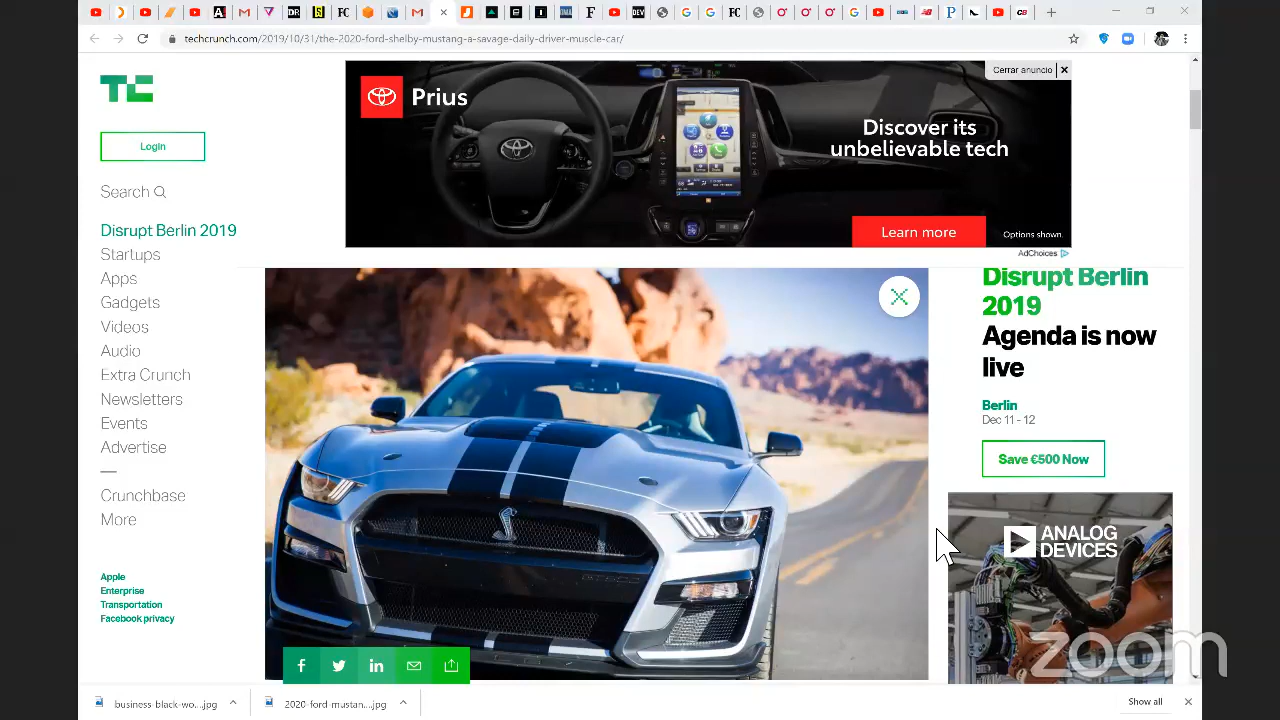 techcrunch.com/2019/10/31/the-2020-ford-shelby-mustang-a-savage-daily-driver-muscle-car/
TC
Login
Search
Disrupt Berlin 2019
Startups
Apps
Gadgets
Videos
Audio
Extra Crunch
Newsletters
Events
Advertise
Crunchbase
More
Apple
Enterprise
Transportation
Facebook privacy
Cerrar anuncio
Prius
Discover its
unbelievable tech
Learn more
Options shown.
AdChoices
Disrupt Berlin
2019
Agenda is now
live
Berlin
Dec 11 - 12
Save €500 Now
ANALOG
DEVICES
zoom
business-black-wo....jpg
2020-ford-mustan....jpg
Show all